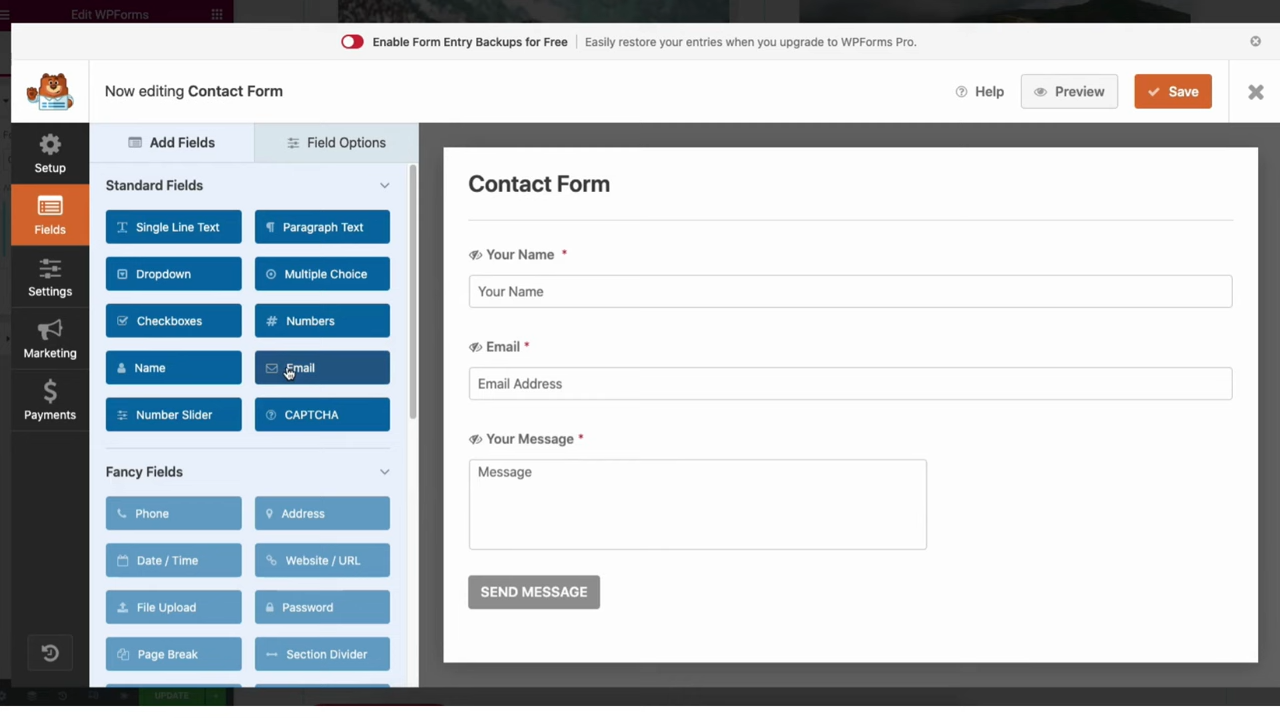 Edit WPForms
Enable Form Entry Backups for Free
Easily restore your entries when you upgrade to WPForms Pro.
Now editing Contact Form
Help
Preview
Save
Setup
Fields
Settings
Marketing
Payments
Add Fields
Field Options
Standard Fields
Single Line Text
Paragraph Text
Dropdown
Multiple Choice
Checkboxes
# Numbers
Name
Email
Number Slider
CAPTCHA
Fancy Fields
Phone
Address
Date / Time
Website / URL
File Upload
Password
Page Break
Section Divider
Contact Form
Your Name *
Your Name
Email *
Email Address
Your Message *
Message
SEND MESSAGE
UPDATE